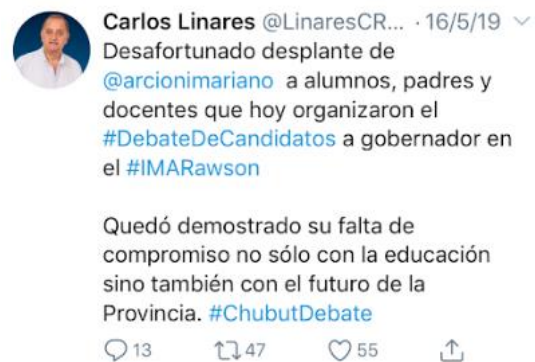 Carlos Linares @LinaresCR... · 16/5/19
Desafortunado desplante de
@arcionimariano a alumnos, padres y
docentes que hoy organizaron el
#DebateDeCandidatos a gobernador en
el #IMARawson
Quedó demostrado su falta de
compromiso no sólo con la educación
sino también con el futuro de la
Provincia. #ChubutDebate
13 47 55